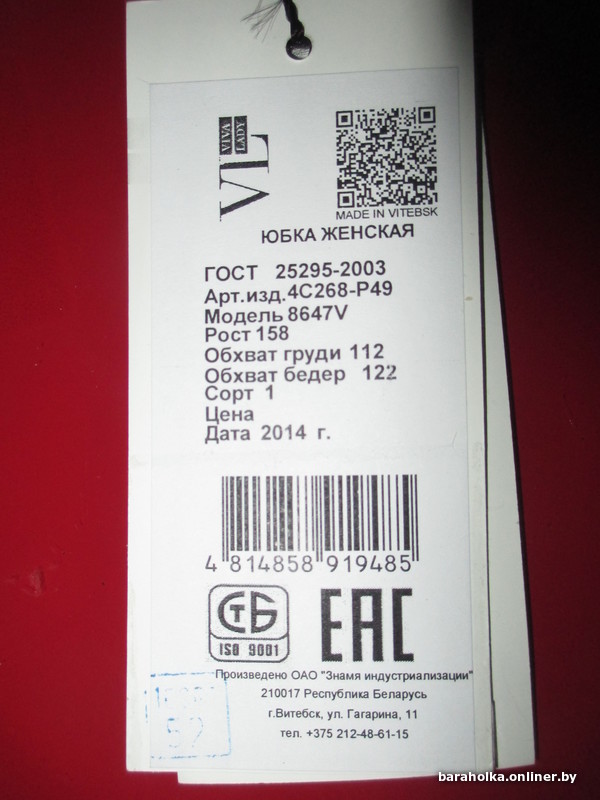 VIVA
LADY
VL
MADE IN VITEBSK
ЮБКА ЖЕНСКАЯ
ГОСТ 25295-2003
Арт.изд.4С268-Р49
Модель 8647V
Рост 158
Обхват груди 112
Обхват бедер 122
Сорт 1
Цена
Дата 2014 г.
4 814858 919485
СТБ
ISO 9001
ЕАС
Произведено ОАО "Знамя индустриализации"
210017 Республика Беларусь
г.Витебск, ул. Гагарина, 11
тел. +375 212-48-61-15
52
baraholka.onliner.by